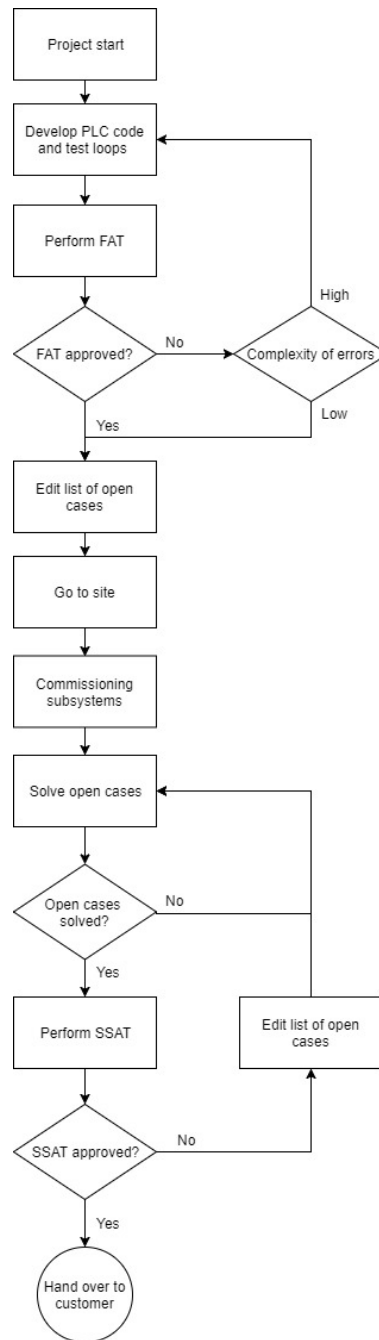 Project start
Develop PLC code
and test loops
Perform FAT
High
FAT approved?
No
Complexity of errors
Low
Yes
Edit list of open
cases
Go to site
Commissioning
subsystems
Solve open cases
Open cases
solved?
No
Yes
Perform SSAT
Edit list of open
cases
SSAT approved?
No
Yes
Hand over to
customer